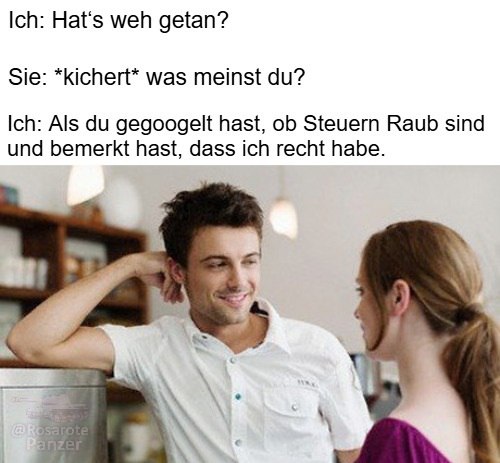 Ich: Hat‘s weh getan?
Sie: *kichert* was meinst du?
Ich: Als du gegoogelt hast, ob Steuern Raub sind
und bemerkt hast, dass ich recht habe.
@Rosarote
Panzer